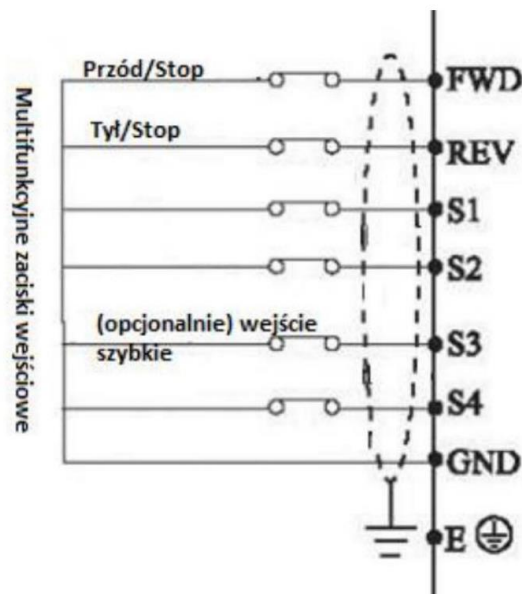 Multifunkcyjne zaciski wejściowe
Przód/Stop
FWD
Tył/Stop
REV
S1
S2
(opcjonalnie) wejście
szybkie
S3
S4
GND
E